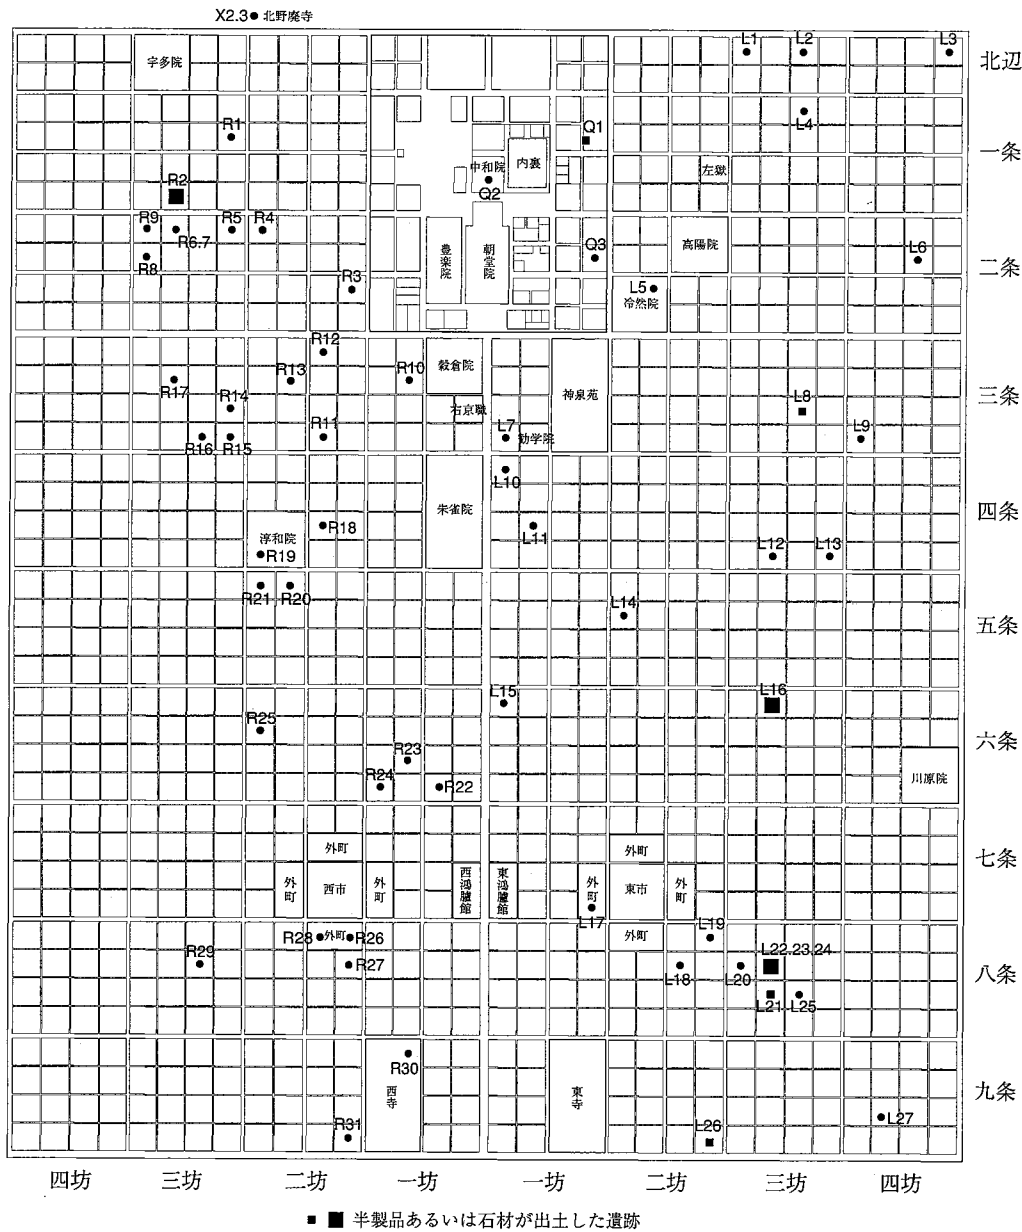 X2.3 北野廃寺
L1 L2 L3
北辺
宇多院
L4
R1
Q1
一条
中和院 内裏
左獄
R2
Q2
R9 R5 R4
R6.7
R8
豊楽院
朝堂院
Q3
高陽院
L6
二条
R3
L5
冷然院
R12
R13
R10
穀倉院
R17
R14
右京職
神泉苑
L8
三条
R11
L7
勧学院
L9
R16 R15
L10
朱雀院
四条
R18
L11
淳和院
R19
L12 L13
R21 R20
L14
五条
L15
L16
R25
六条
R23
R24
R22
川原院
外町
外町
七条
外町
西市
外町
西鴻臚館
東鴻臚館
外町
東市
外町
L17
R28 外町 R26
外町
L19
R29
R27
L18
L20
L22.23.24
八条
L21 L25
R30
西寺
東寺
九条
R31
L26
L27
四坊 三坊 二坊 一坊 一坊 二坊 三坊 四坊
半製品あるいは石材が出土した遺跡